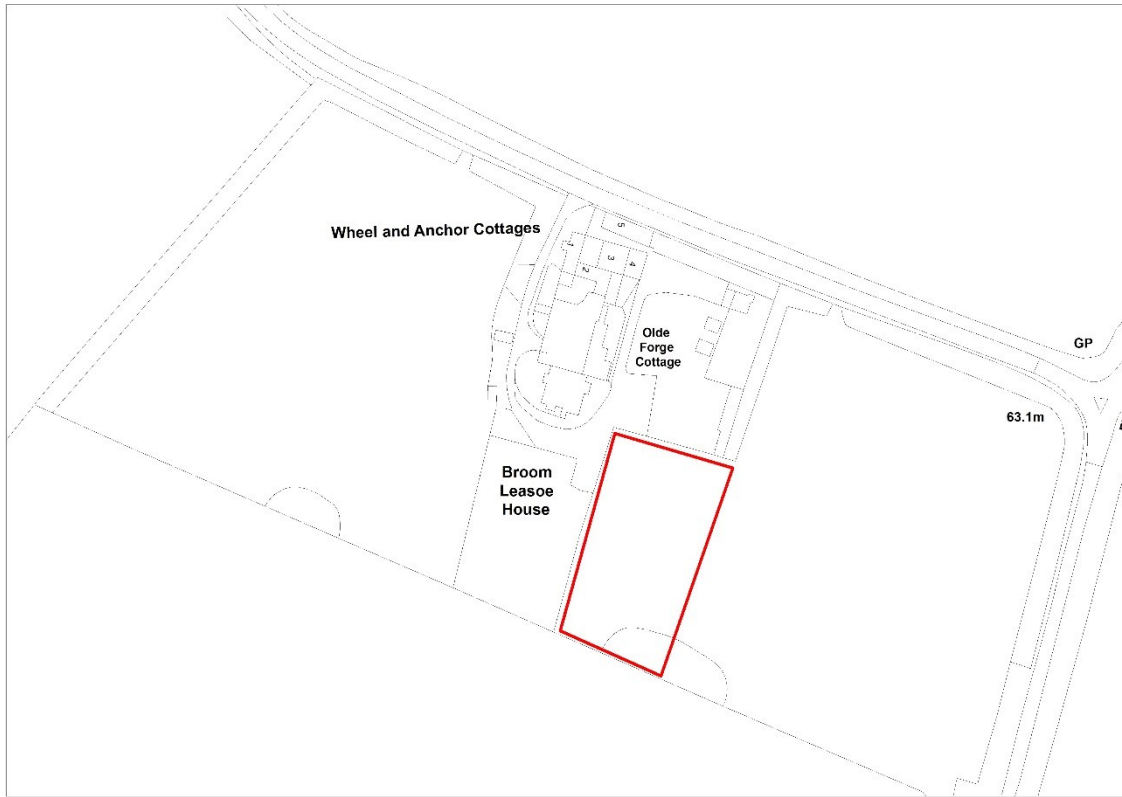 Wheel and Anchor Cottages
5
1
2
3
4
Olde
Forge
Cottage
GP
63.1m
Broom
Leasoe
House